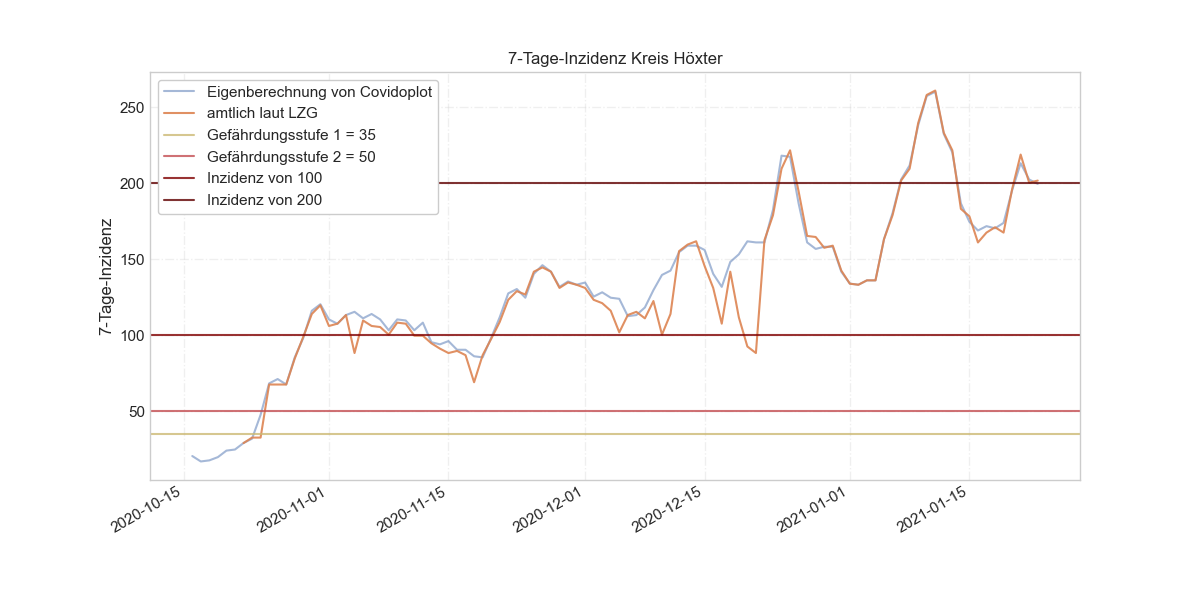 7-Tage-Inzidenz Kreis Höxter
Eigenberechnung von Covidoplot
amtlich laut LZG
Gefährdungsstufe 1 = 35
Gefährdungsstufe 2 = 50
Inzidenz von 100
Inzidenz von 200
7-Tage-Inzidenz
250
200
150
100
50
2020-10-15
2020-11-01
2020-11-15
2020-12-01
2020-12-15
2021-01-01
2021-01-15